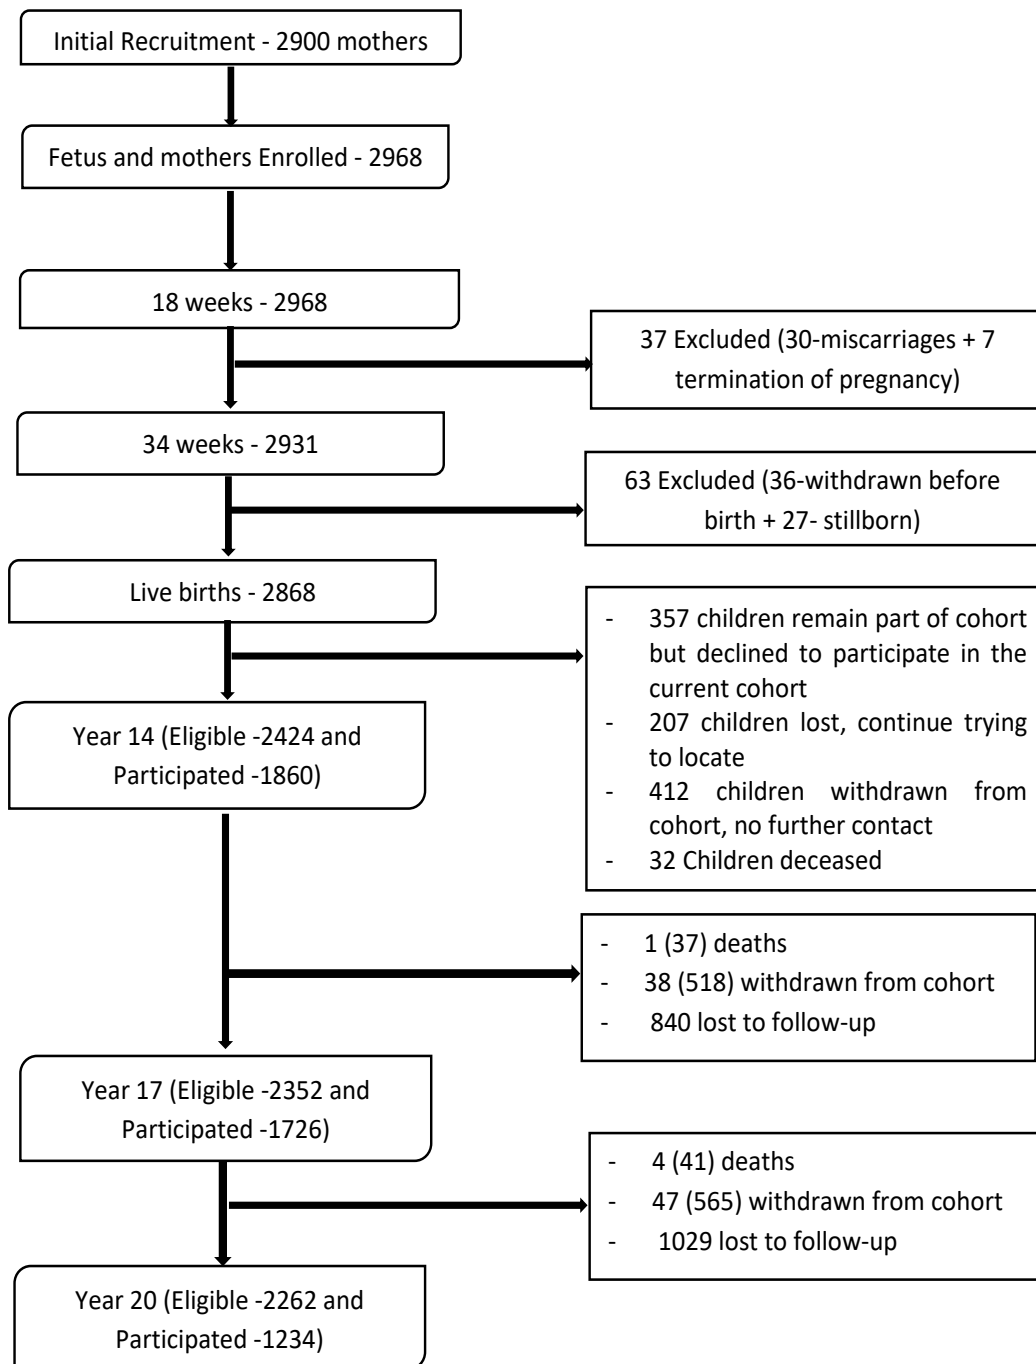 Initial Recruitment - 2900 mothers
Fetus and mothers Enrolled - 2968
18 weeks - 2968
37 Excluded (30-miscarriages + 7
termination of pregnancy)
34 weeks - 2931
63 Excluded (36-withdrawn before
birth + 27- stillborn)
Live births - 2868
- 357 children remain part of cohort
but declined to participate in the
current cohort
- 207 children lost, continue trying
to locate
- 412 children withdrawn from
cohort, no further contact
- 32 Children deceased
Year 14 (Eligible -2424 and
Participated -1860)
- 1 (37) deaths
- 38 (518) withdrawn from cohort
- 840 lost to follow-up
Year 17 (Eligible -2352 and
Participated -1726)
- 4 (41) deaths
- 47 (565) withdrawn from cohort
- 1029 lost to follow-up
Year 20 (Eligible -2262 and
Participated -1234)